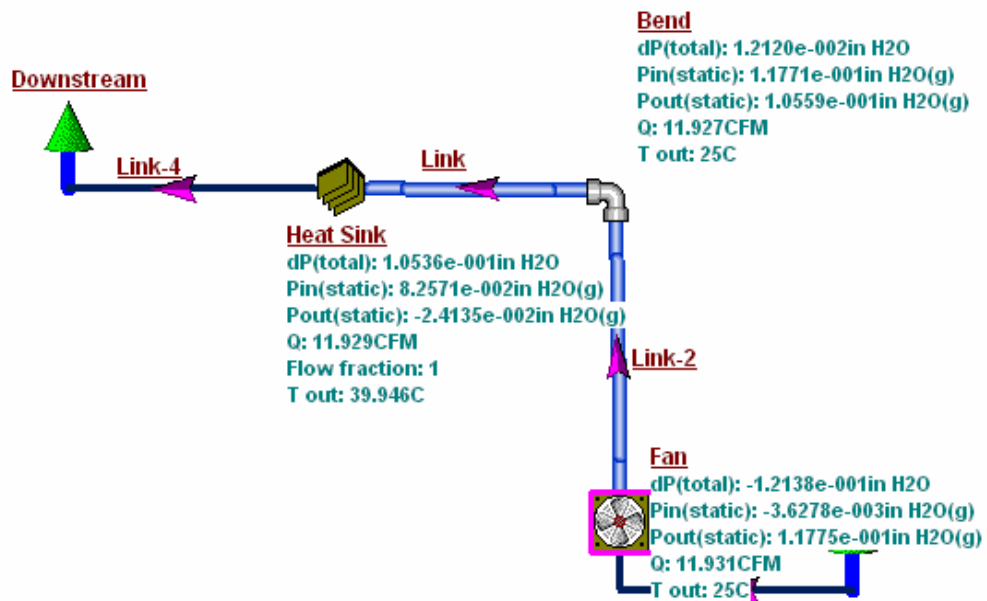 Bend
dP(total): 1.2120e-002in H2O
Pin(static): 1.1771e-001in H2O(g)
Pout(static): 1.0559e-001in H2O(g)
Q: 11.927CFM
T out: 25C
Downstream
Link-4
Link
Heat Sink
dP(total): 1.0536e-001in H2O
Pin(static): 8.2571e-002in H2O(g)
Pout(static): -2.4135e-002in H2O(g)
Q: 11.929CFM
Flow fraction: 1
T out: 39.946C
Link-2
Fan
dP(total): -1.2138e-001in H2O
Pin(static): -3.6278e-003in H2O(g)
Pout(static): 1.1775e-001in H2O(g)
Q: 11.931CFM
T out: 25C